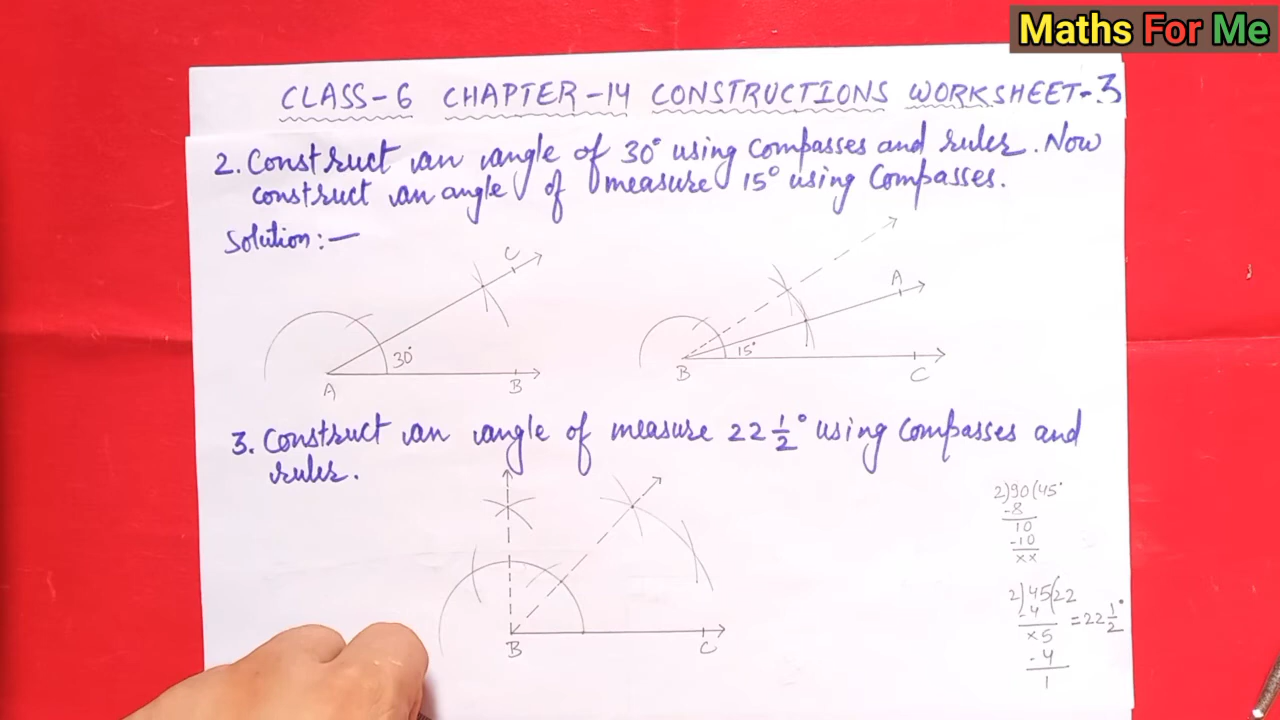 Maths For Me
CLASS-6 CHAPTER-14 CONSTRUCTIONS WORKSHEET-3
2. Construct an angle of 30° using compasses and ruler. Now
construct an angle of measure 15° using Compasses.
Solution:-
C
30°
A
B
A
15°
B
C
3. Construct an angle of measure 22 1/2° using compasses and
ruler.
B
C
2)90(45°
-8
10
-10
xx
2)45(22
-4
x5
=22 1/2°
-4
1